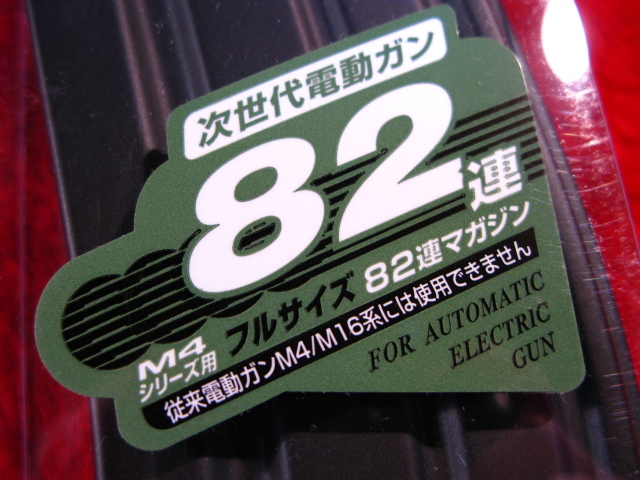 次世代電動ガン
82連
M4
シリーズ用
フルサイズ 82連マガジン
従来電動ガンM4/M16系には使用できません
FOR AUTOMATIC
ELECTRIC
GUN